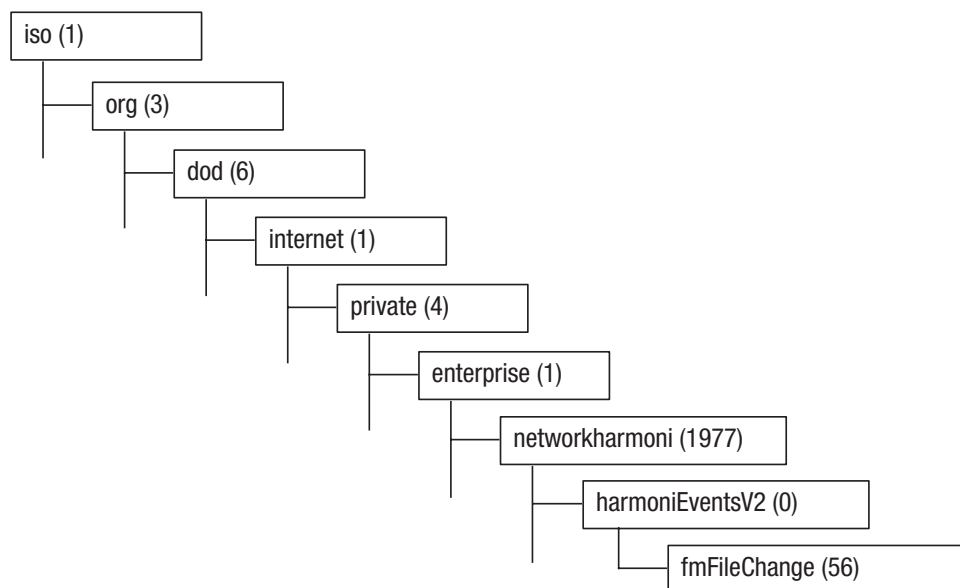 iso (1)
org (3)
dod (6)
internet (1)
private (4)
enterprise (1)
networkharmoni (1977)
harmoniEventsV2 (0)
fmFileChange (56)